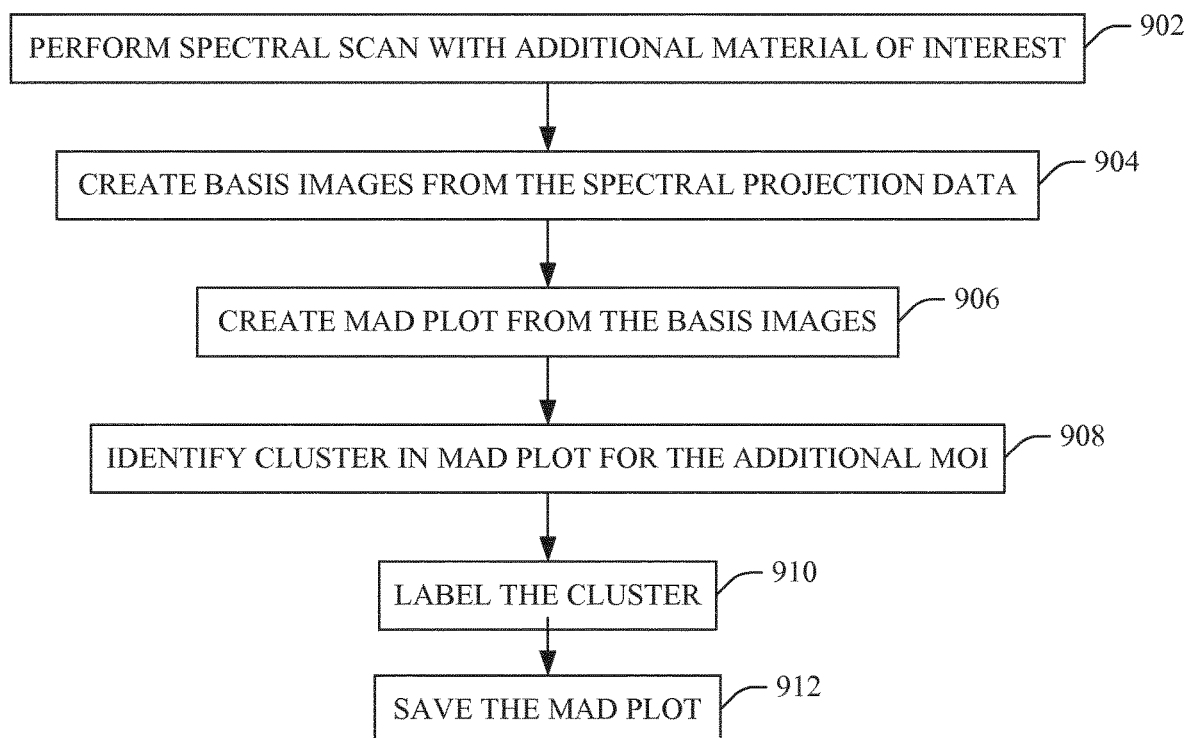 PERFORM SPECTRAL SCAN WITH ADDITIONAL MATERIAL OF INTEREST
902
CREATE BASIS IMAGES FROM THE SPECTRAL PROJECTION DATA
904
CREATE MAD PLOT FROM THE BASIS IMAGES
906
IDENTIFY CLUSTER IN MAD PLOT FOR THE ADDITIONAL MOI
908
LABEL THE CLUSTER
910
SAVE THE MAD PLOT
912